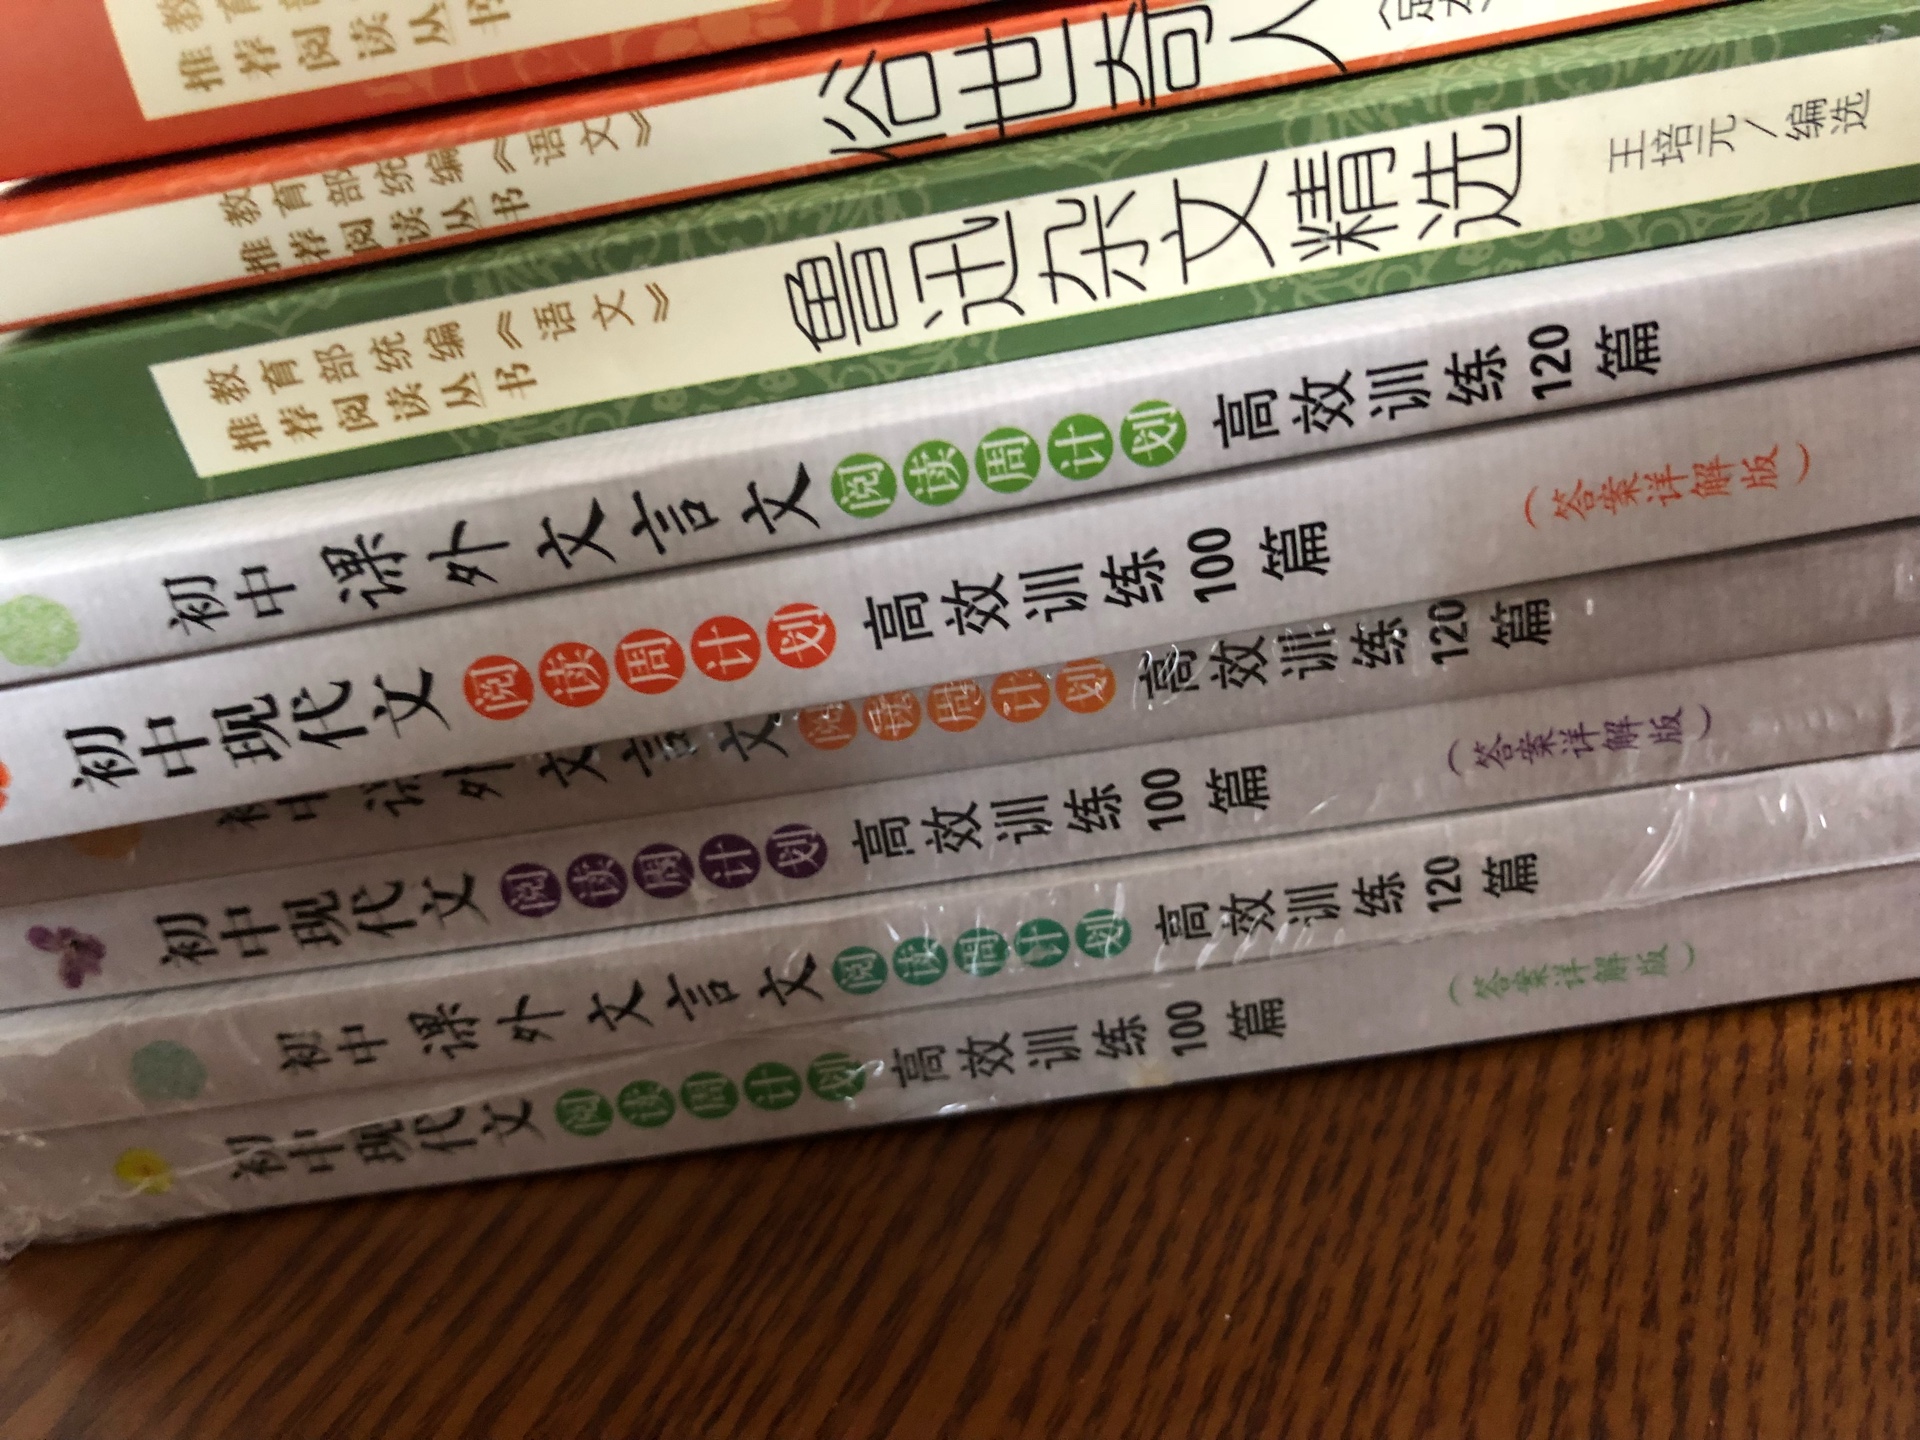 教育部统编
推荐阅读丛书
教育部统编《语文》
推荐阅读丛书
俗世奇人
教育部统编《语文》
推荐阅读丛书
鲁迅杂文精选
王培元/编选
初中课外文言文阅读周计划高效训练120篇
初中现代文阅读周计划高效训练100篇(答案详解版)
初中课外文言文阅读周计划高效训练120篇
初中现代文阅读周计划高效训练100篇(答案详解版)
初中课外文言文阅读周计划高效训练120篇
初中现代文阅读周计划高效训练100篇(答案详解版)